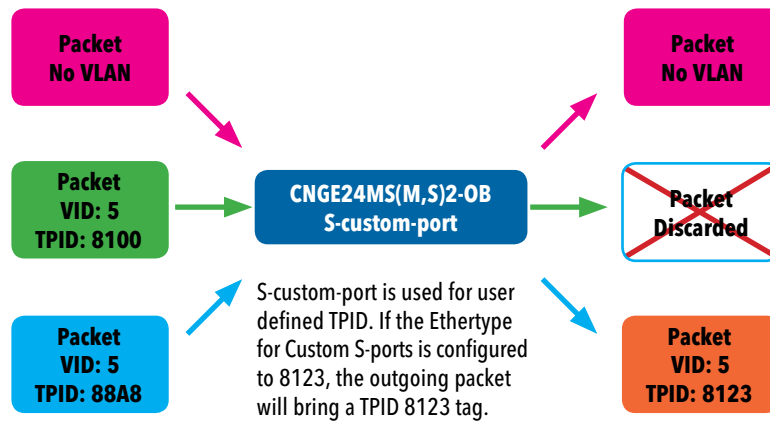 Packet
No VLAN
Packet
No VLAN
Packet
VID: 5
TPID: 8100
CNGE24MS(M,S)2-OB
S-custom-port
Packet
Discarded
Packet
VID: 5
TPID: 88A8
S-custom-port is used for user
defined TPID. If the Ethertype
for Custom S-ports is configured
to 8123, the outgoing packet
will bring a TPID 8123 tag.
Packet
VID: 5
TPID: 8123